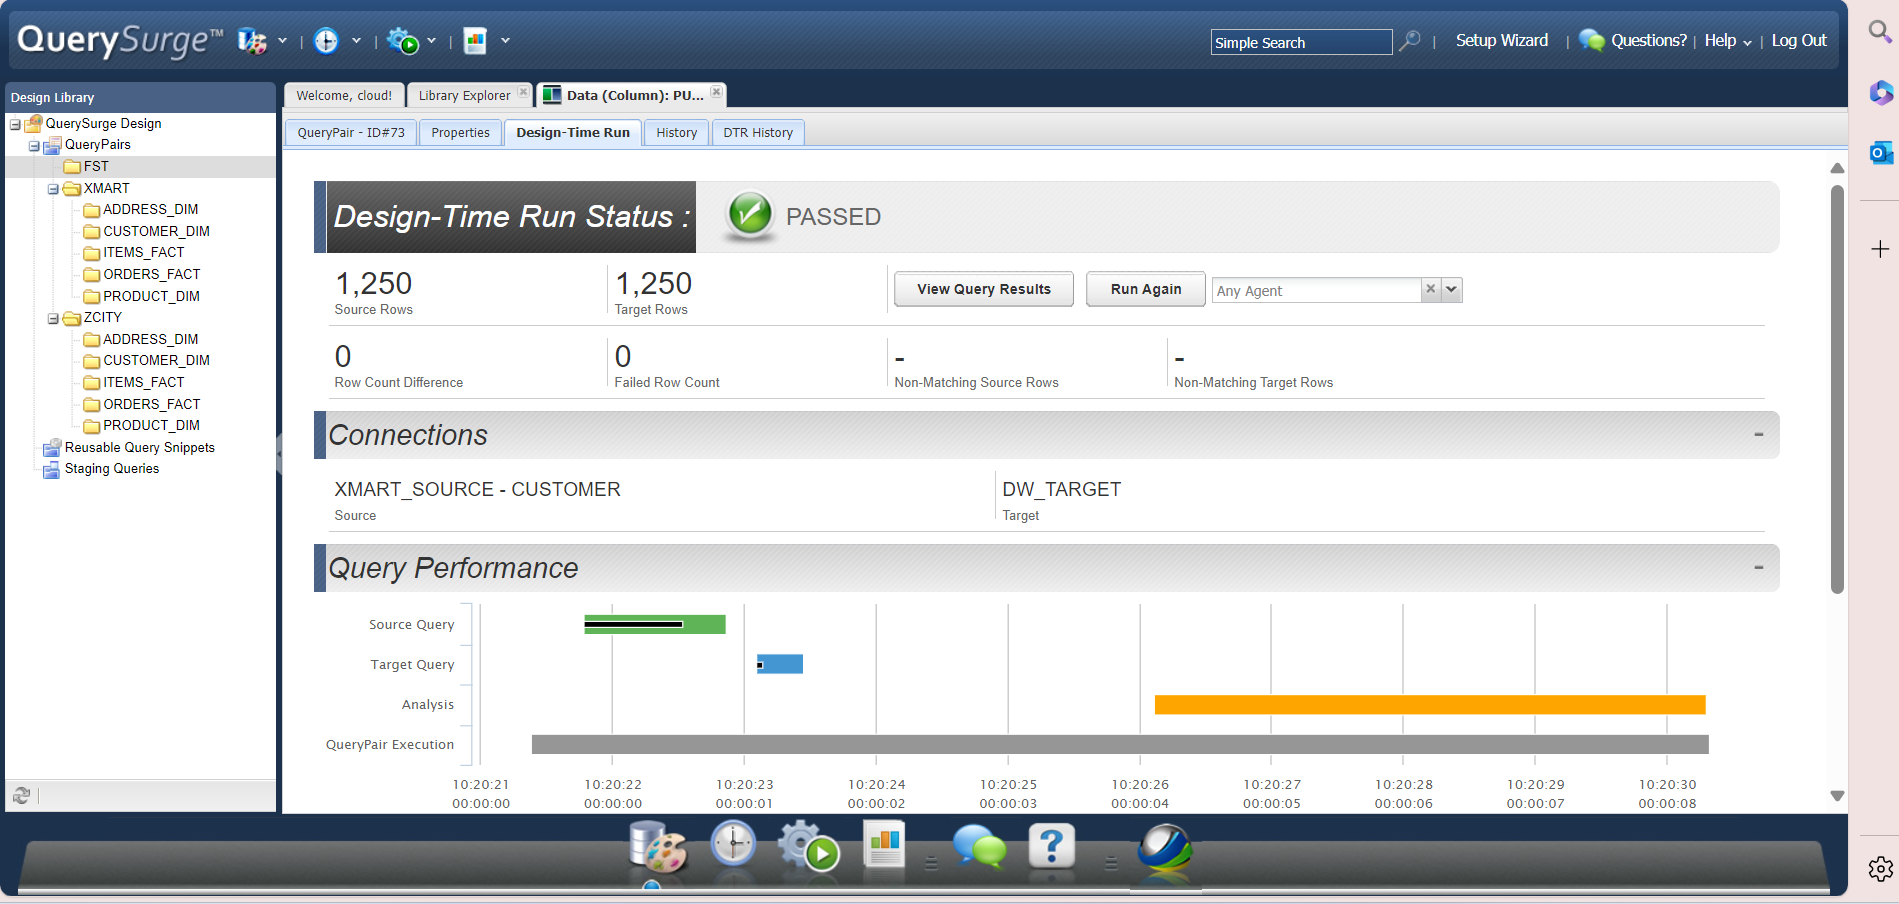 QuerySurge™
Simple Search
Setup Wizard
Questions?
Help
Log Out
Design Library
QuerySurge Design
QueryPairs
FST
XMART
ADDRESS_DIM
CUSTOMER_DIM
ITEMS_FACT
ORDERS_FACT
PRODUCT_DIM
ZCITY
ADDRESS_DIM
CUSTOMER_DIM
ITEMS_FACT
ORDERS_FACT
PRODUCT_DIM
Reusable Query Snippets
Staging Queries
Welcome, cloud!
Library Explorer
Data (Column): PU...
QueryPair - ID#73
Properties
Design-Time Run
History
DTR History
Design-Time Run Status :
PASSED
1,250
Source Rows
1,250
Target Rows
View Query Results
Run Again
Any Agent
0
Row Count Difference
0
Failed Row Count
-
Non-Matching Source Rows
-
Non-Matching Target Rows
Connections
-
XMART_SOURCE - CUSTOMER
Source
DW_TARGET
Target
Query Performance
-
Source Query
Target Query
Analysis
QueryPair Execution
10:20:21 10:20:22 10:20:23 10:20:24 10:20:25 10:20:26 10:20:27 10:20:28 10:20:29 10:20:30
00:00:00 00:00:00 00:00:01 00:00:02 00:00:03 00:00:04 00:00:05 00:00:06 00:00:07 00:00:08